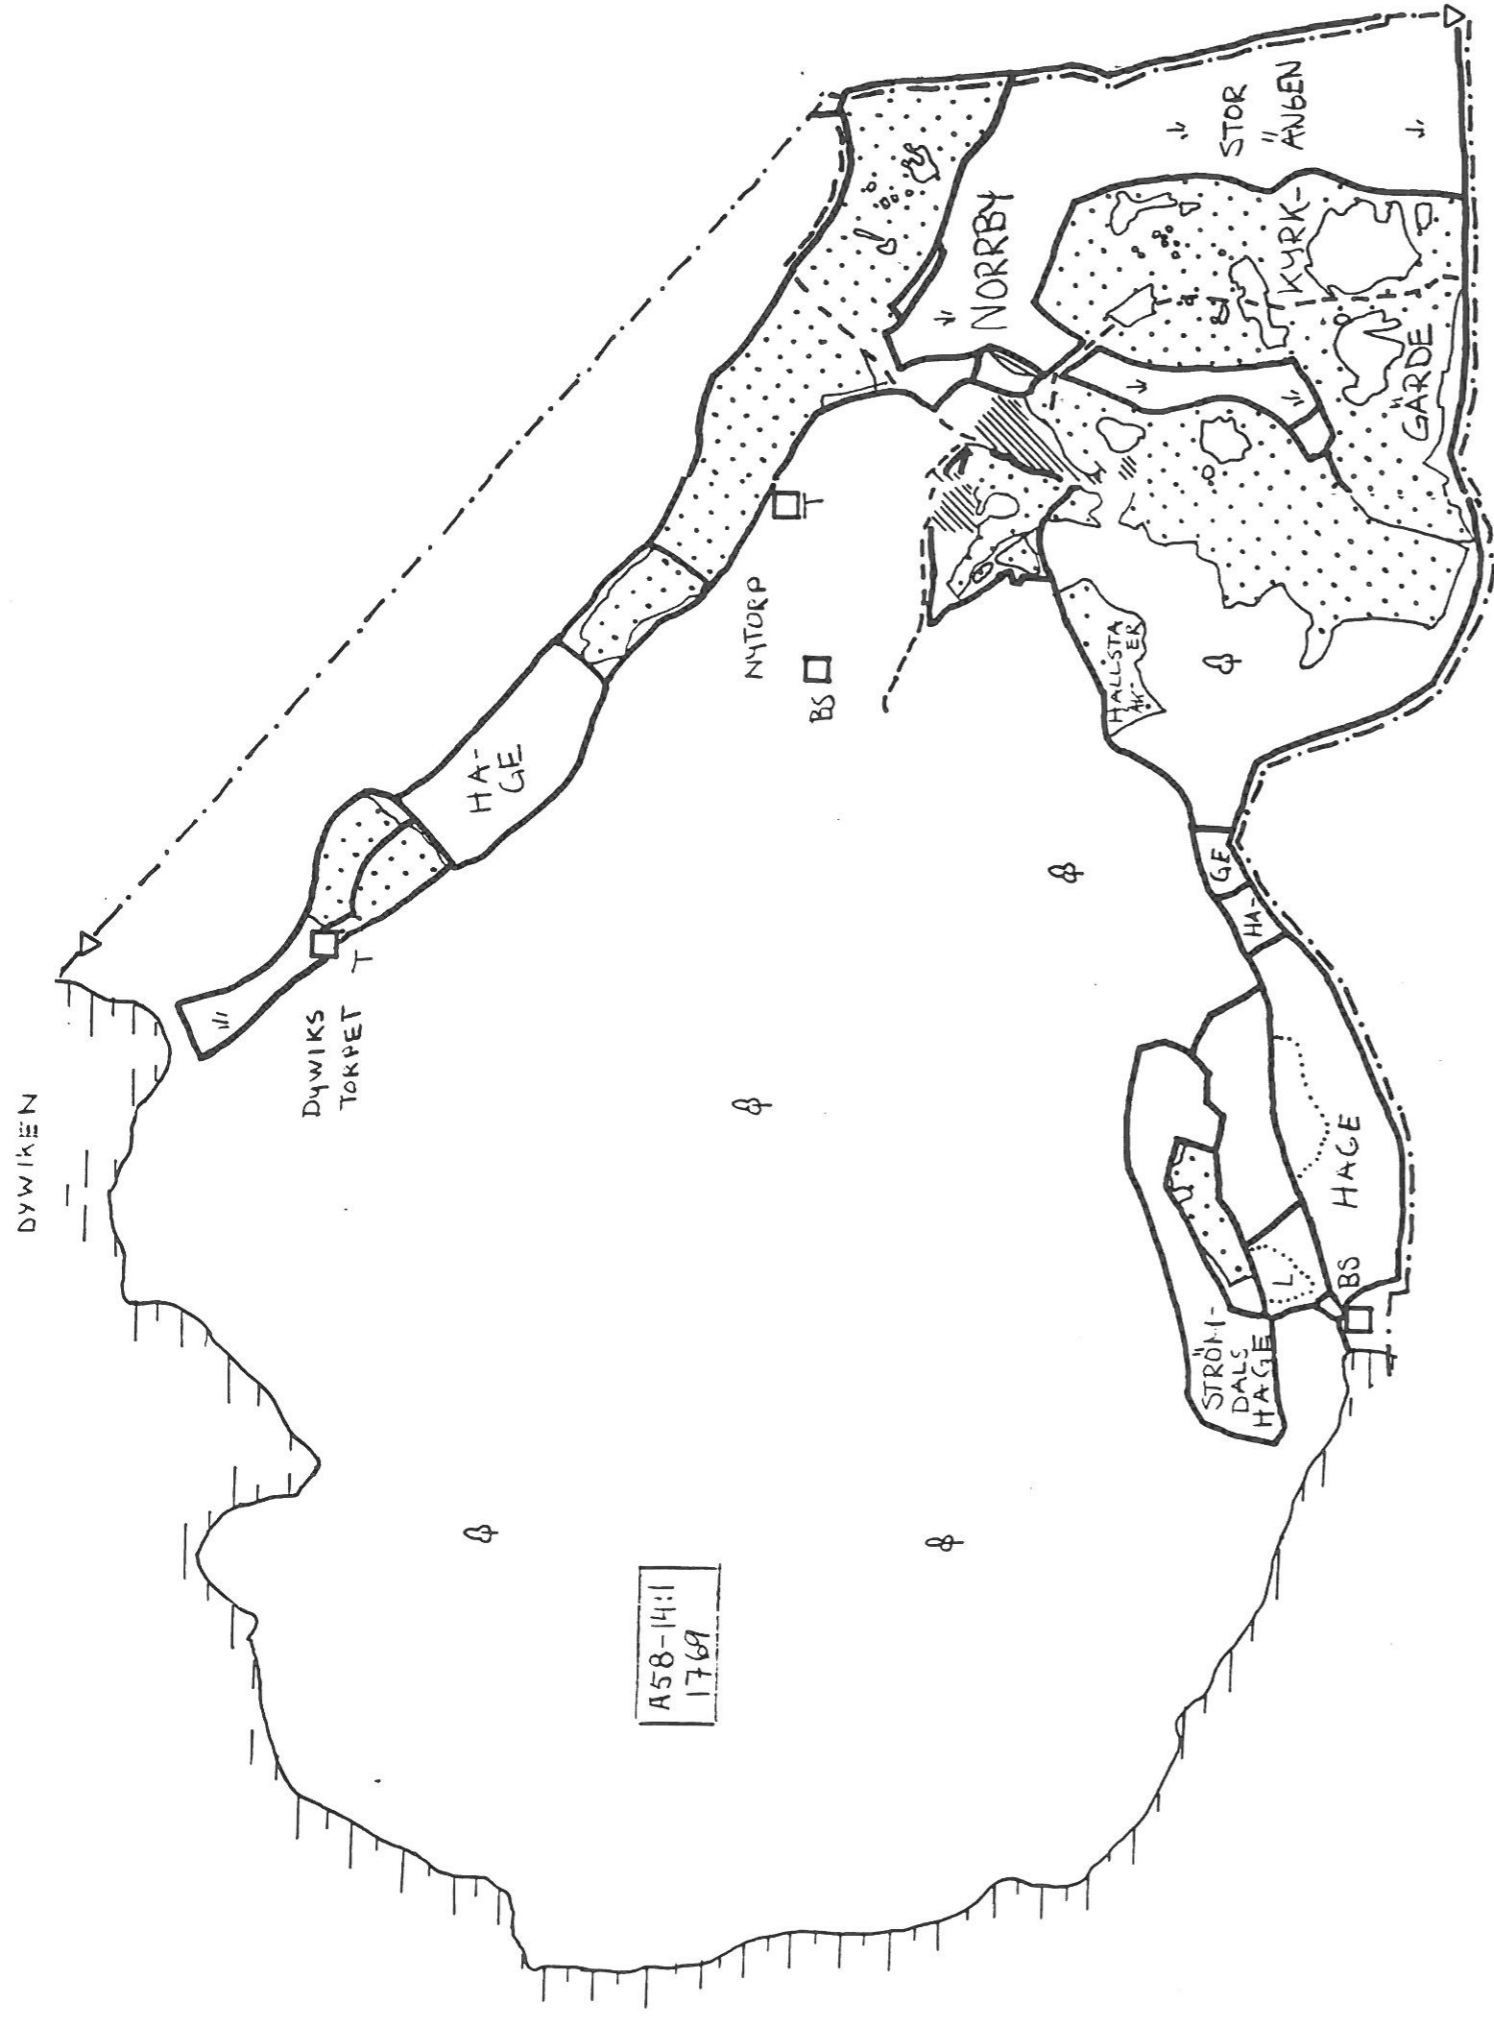 DYWIKEN
DYWIKS
TORPET
T
HA-
GE
NYTORP
T
BS
NORRBY
STOR
ÄNGEN
KYRK-
GÄRDE
HALLSTA
ÅK-
ER
HA-
GE
HAGE
L
BS
STRÖM-
DALS
HAGE
A58-14:1
1769